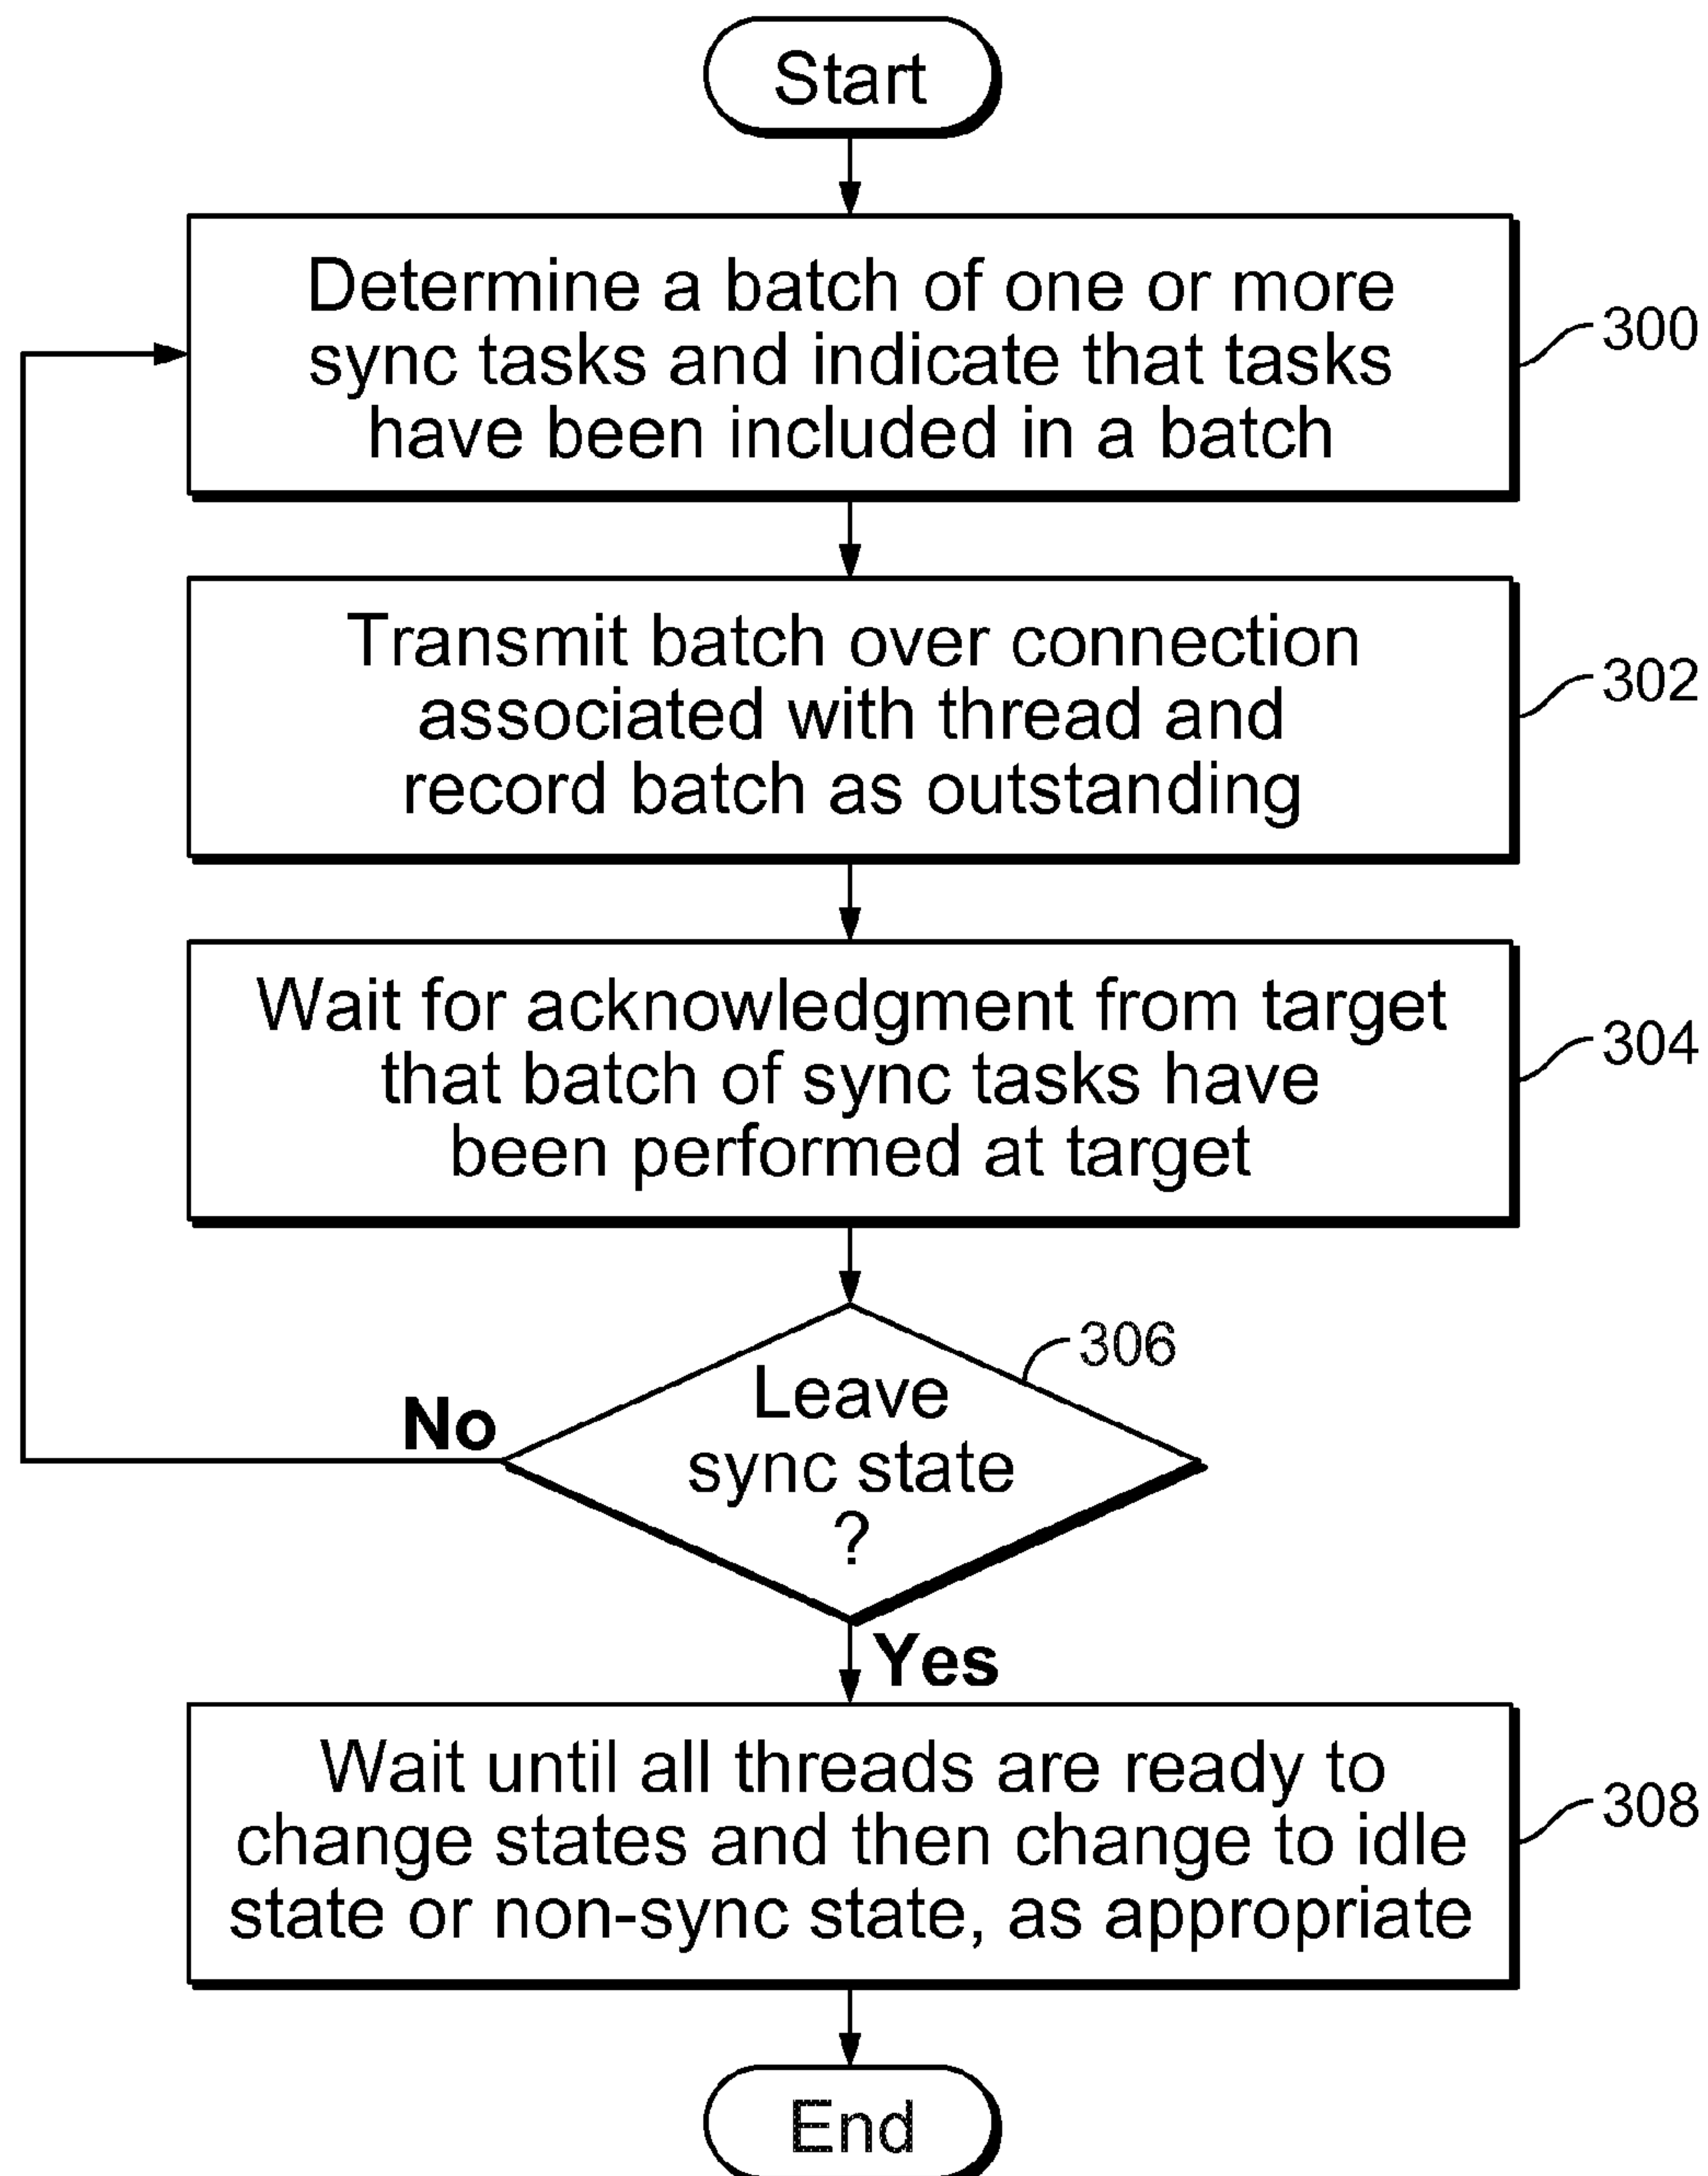 Start
Determine a batch of one or more
sync tasks and indicate that tasks
have been included in a batch
300
Transmit batch over connection
associated with thread and
record batch as outstanding
302
Wait for acknowledgment from target
that batch of sync tasks have
been performed at target
304
306
Leave
sync state
?
No
Yes
Wait until all threads are ready to
change states and then change to idle
state or non-sync state, as appropriate
308
End